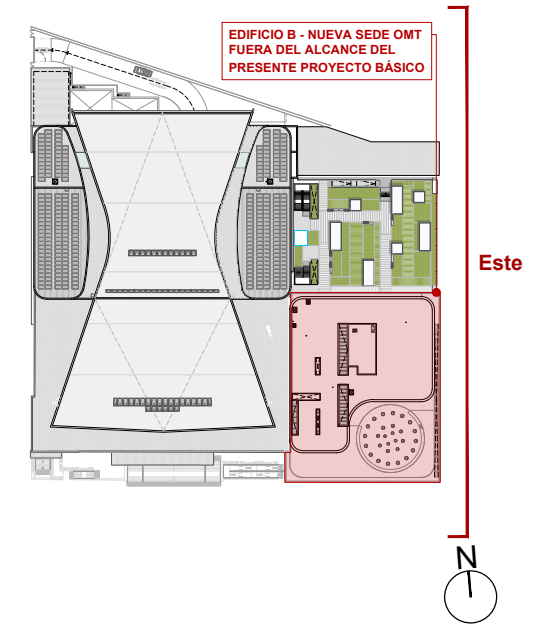 EDIFICIO B - NUEVA SEDE OMT
FUERA DEL ALCANCE DEL
PRESENTE PROYECTO BÁSICO
Este
N